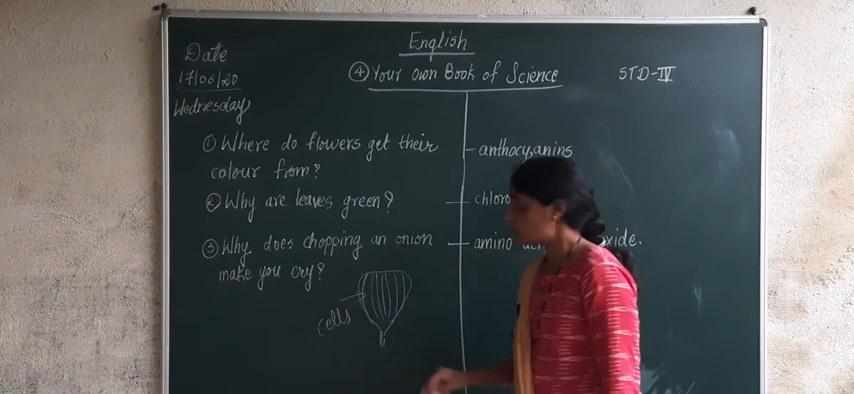 English
Date
17/06/20
Wednesday
④ Your own Book of Science
STD-IV
① Where do flowers get their
colour from?
- anthocyanins
② Why are leaves green?
- chloro
③ Why does chopping an onion
make you cry?
- amino oxide.
cells